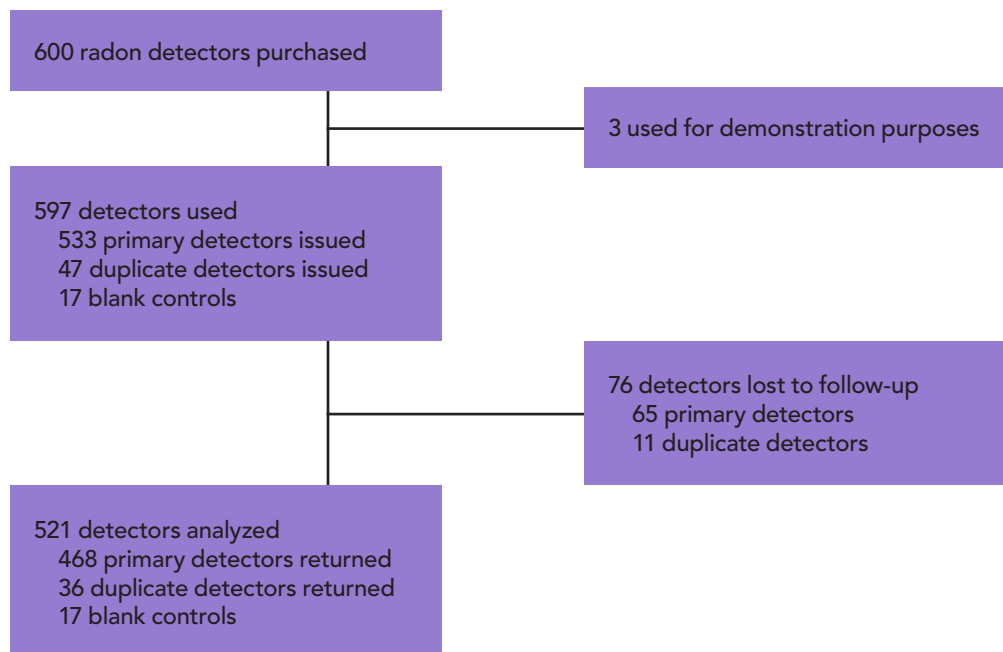 600 radon detectors purchased
3 used for demonstration purposes
597 detectors used
533 primary detectors issued
47 duplicate detectors issued
17 blank controls
76 detectors lost to follow-up
65 primary detectors
11 duplicate detectors
521 detectors analyzed
468 primary detectors returned
36 duplicate detectors returned
17 blank controls